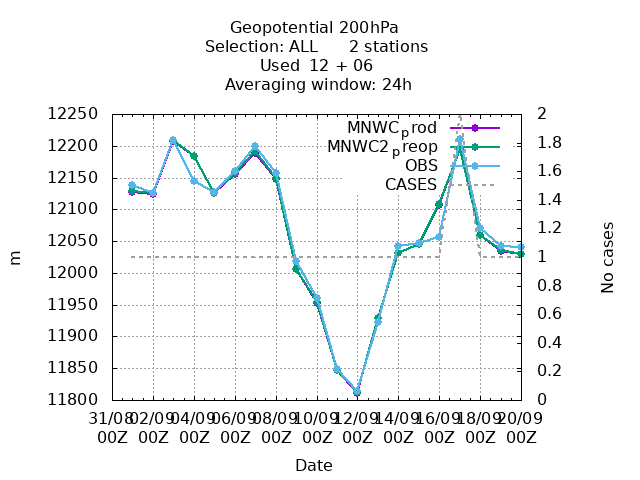 Geopotential 200hPa
Selection: ALL      2 stations
Used  12 + 06
Averaging window: 24h
MNWCprod
MNWC2preop
OBS
CASES
12250
12200
12150
12100
12050
12000
11950
11900
11850
11800
m
2
1.8
1.6
1.4
1.2
1
0.8
0.6
0.4
0.2
0
No cases
31/08 02/09 04/09 06/09 08/09 10/09 12/09 14/09 16/09 18/09 20/09
00Z 00Z 00Z 00Z 00Z 00Z 00Z 00Z 00Z 00Z 00Z
Date